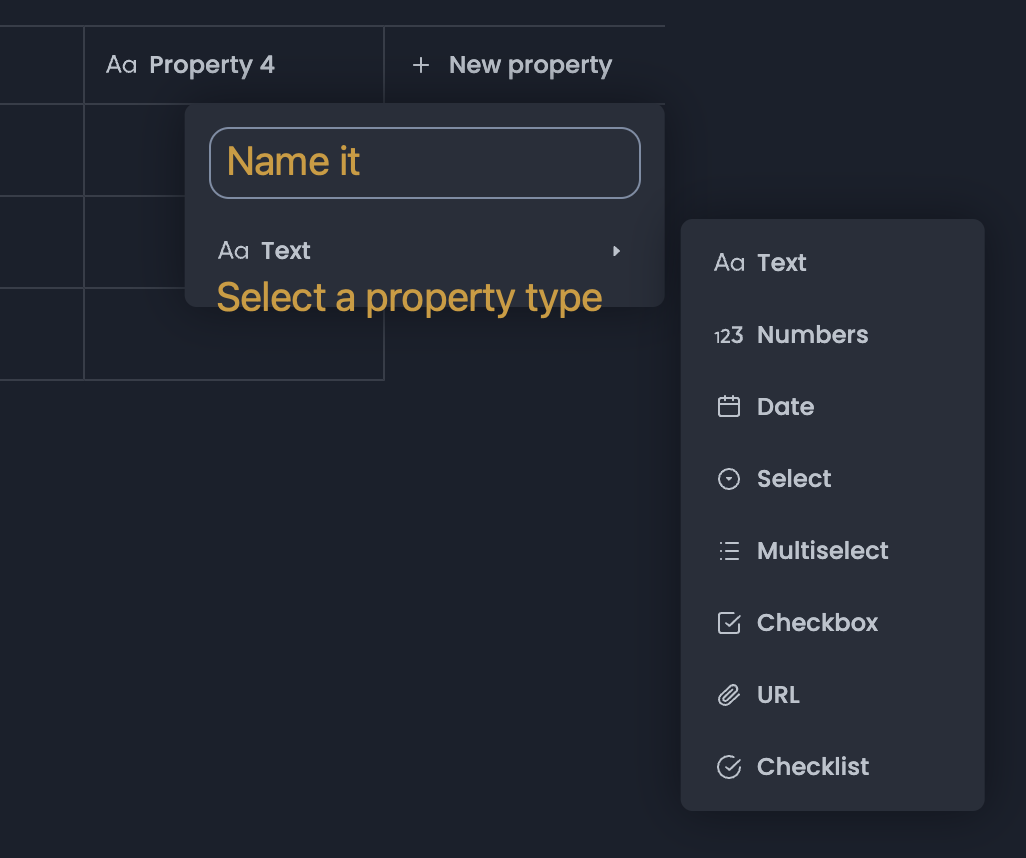 Aa Property 4
+ New property
Name it
Aa Text
Select a property type
Aa Text
123 Numbers
Date
Select
Multiselect
Checkbox
URL
Checklist